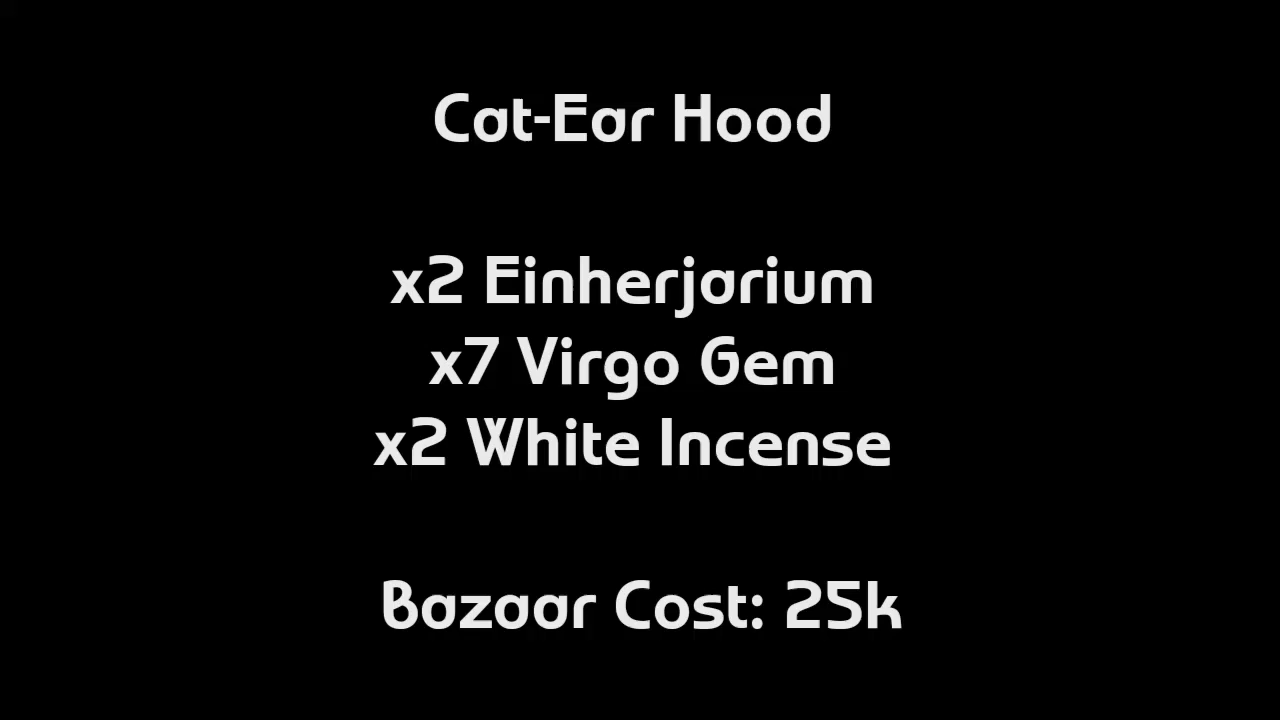 Cat-Ear Hood
x2 Einherjarium
x7 Virgo Gem
x2 White Incense
Bazaar Cost: 25k